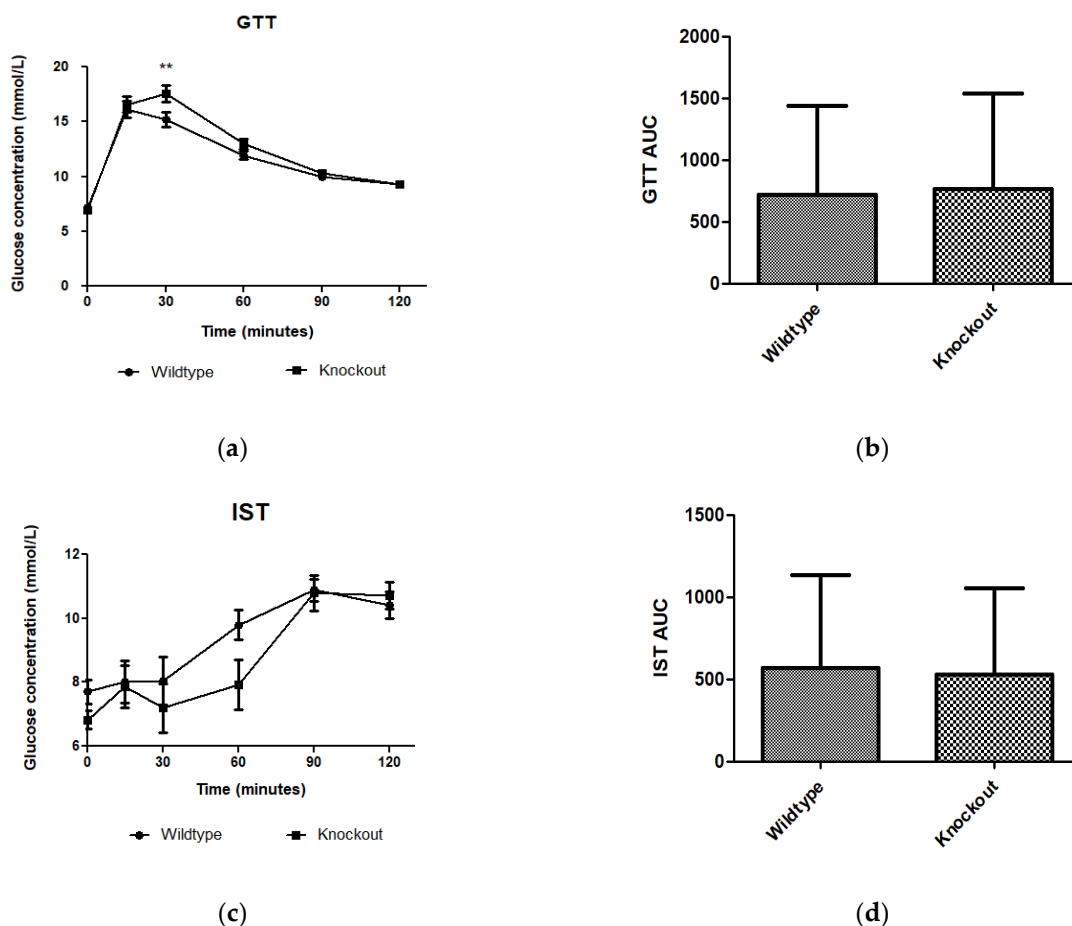 GTT
Glucose concentration (mmol/L)
20
**
15
10
5
0
0 30 60 90 120
Time (minutes)
Wildtype Knockout
(a)
GTT AUC
2000
1500
1000
500
0
Wildtype Knockout
(b)
IST
Glucose concentration (mmol/L)
12
10
8
6
0 30 60 90 120
Time (minutes)
Wildtype Knockout
(c)
IST AUC
1500
1000
500
0
Wildtype Knockout
(d)